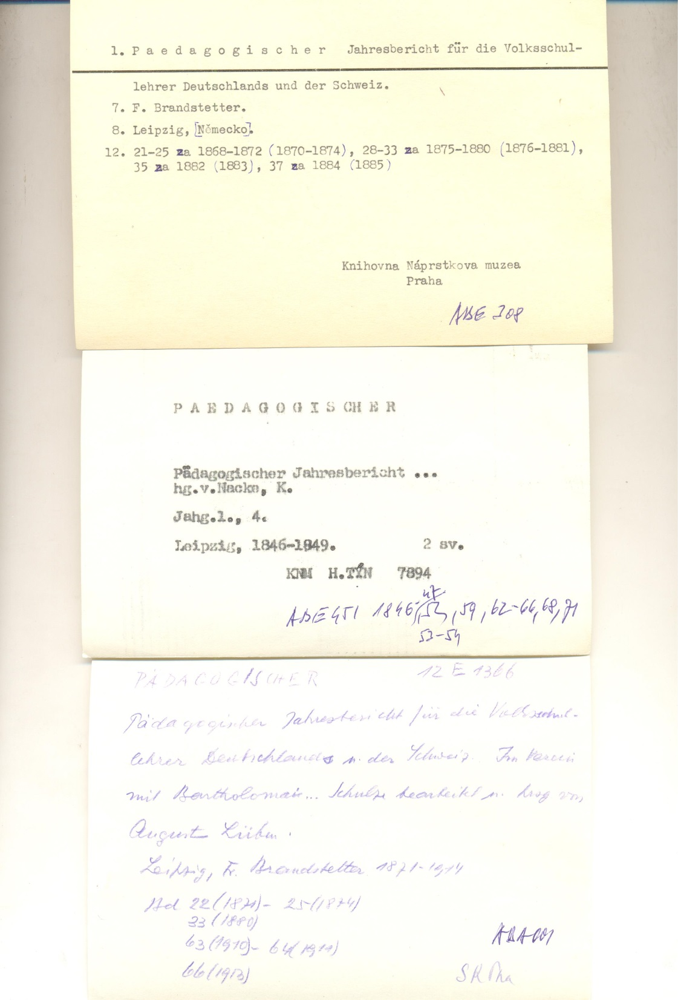 1. P a e d a g o g i s c h e r Jahresbericht für die Volksschul-
lehrer Deutschlands und der Schweiz.
7. F. Brandstetter.
8. Leipzig, [Německo].
12. 21-25 za 1868-1872 (1870-1874), 28-33 za 1875-1880 (1876-1881),
35 za 1882 (1883), 37 za 1884 (1885)
Knihovna Náprstkova muzea
Praha
ABE 308
P A E D A G O G I S CH E R
Pädagogischer Jahresbericht ...
hg.v.Nacke, K.
Jahg.1., 4.
Leipzig, 1846-1849. 2 sv.
KNM H.TÝN 7894
47
ABE 451 1846, 52, 59, 62-66, 68, 71
53-54
PÄDAGOGISCHER 12 E 1366
Pädagogischer Jahresbericht für die Volksschul-
lehrer Deutschlands u. der Schweiz. Im Verein
mit Bartholomäi... Schulze bearbeitet u. hrsg von
August Lüben.
Leipzig, Fr. Brandstetter 1871-1914
Bd 22 (1871)- 25 (1874)
33 (1880)
63 (1910)- 64 (1911)
66 (1913)
ABA 001